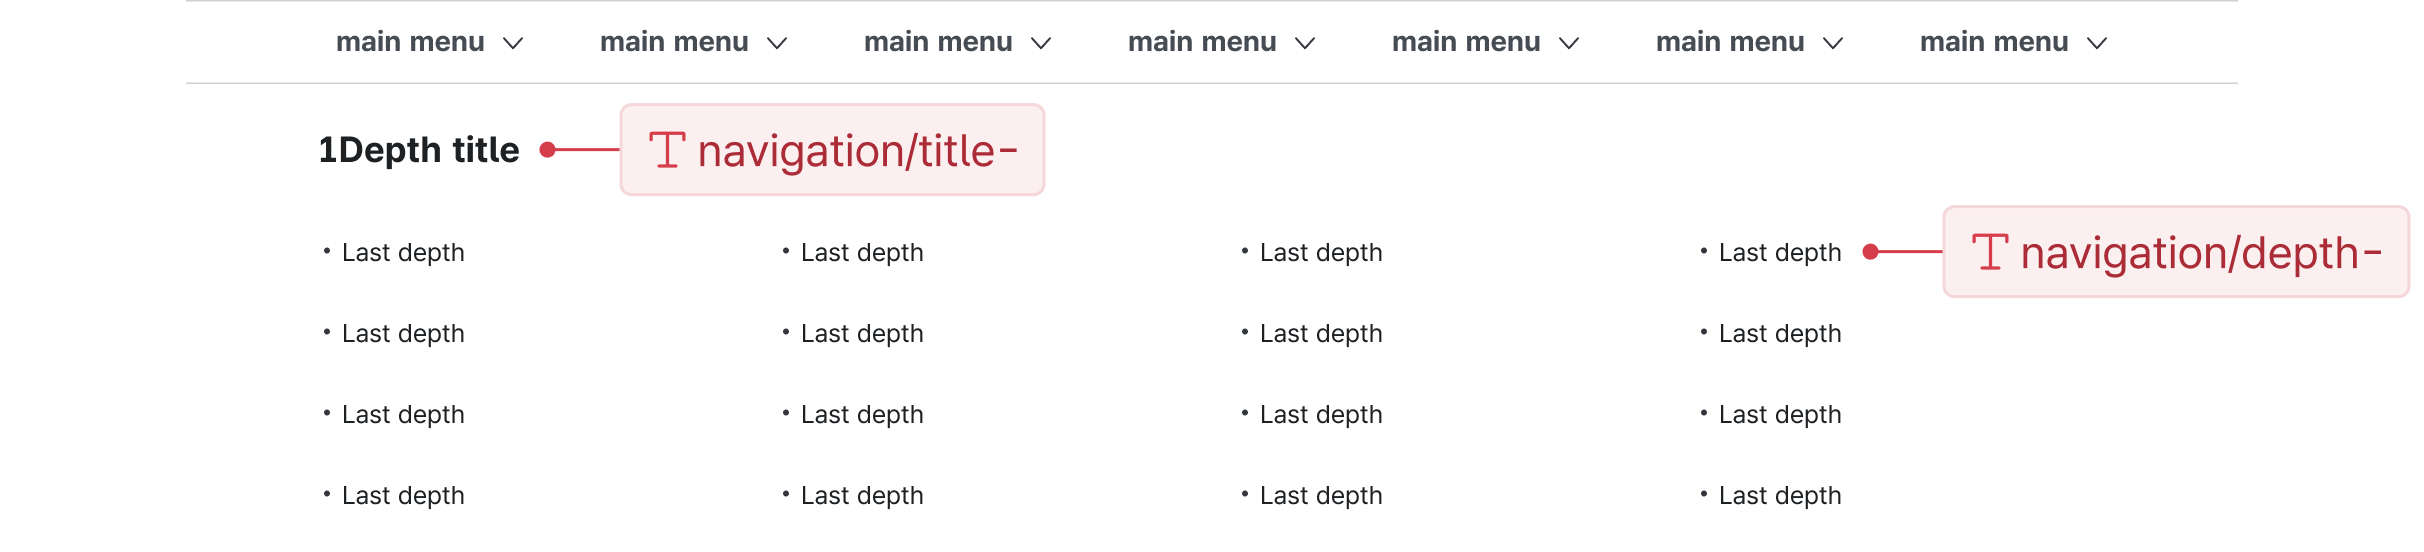 main menu main menu main menu main menu main menu main menu main menu
1Depth title navigation/title-
• Last depth • Last depth • Last depth • Last depth navigation/depth-
• Last depth • Last depth • Last depth • Last depth
• Last depth • Last depth • Last depth • Last depth
• Last depth • Last depth • Last depth • Last depth